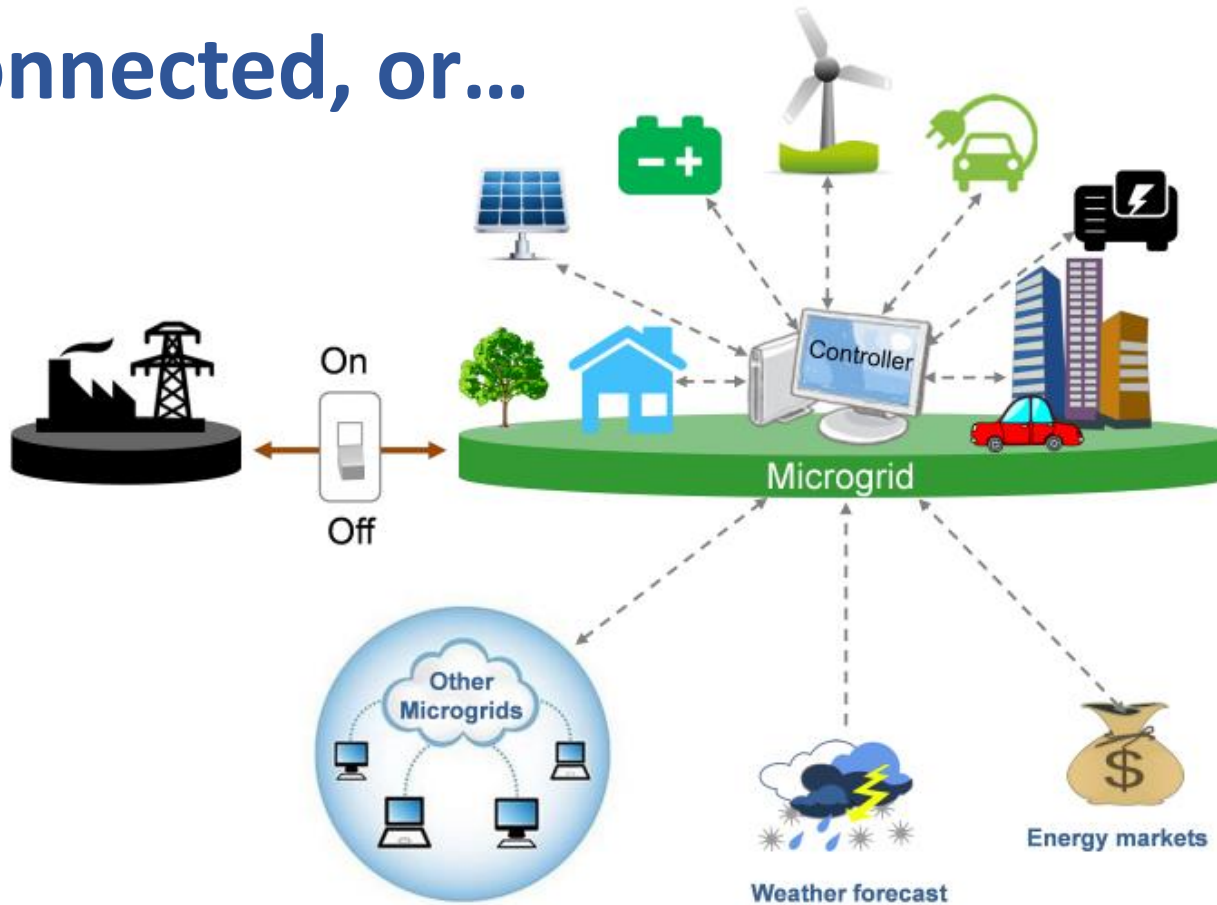 onnected, or…
− +
On
Controller
Microgrid
Off
Other
Microgrids
$
Energy markets
Weather forecast